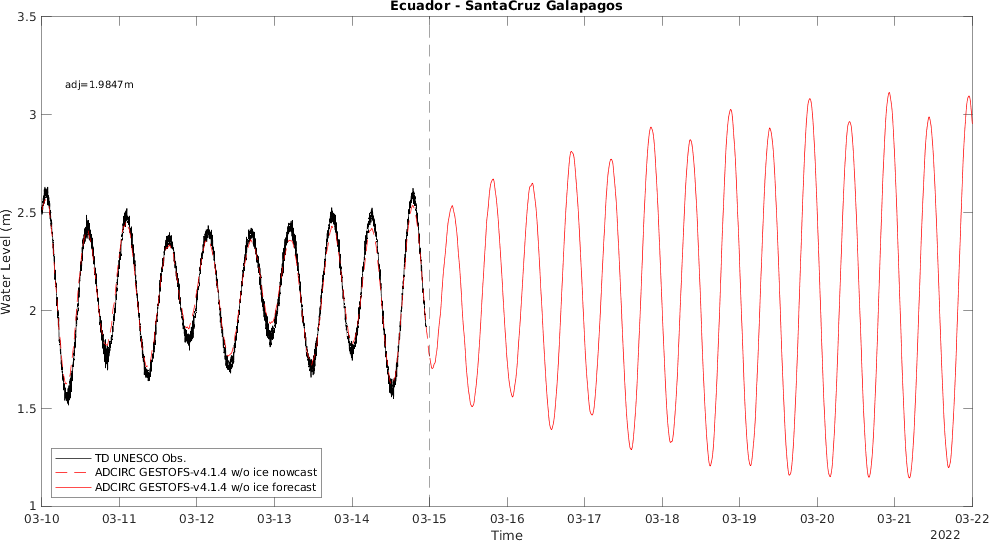 Ecuador - SantaCruz Galapagos
3.5
3
2.5
2
1.5
1
Water Level (m)
adj=1.9847m
TD UNESCO Obs.
ADCIRC GESTOFS-v4.1.4 w/o ice nowcast
ADCIRC GESTOFS-v4.1.4 w/o ice forecast
03-10 03-11 03-12 03-13 03-14 03-15 03-16 03-17 03-18 03-19 03-20 03-21 03-22
Time
2022